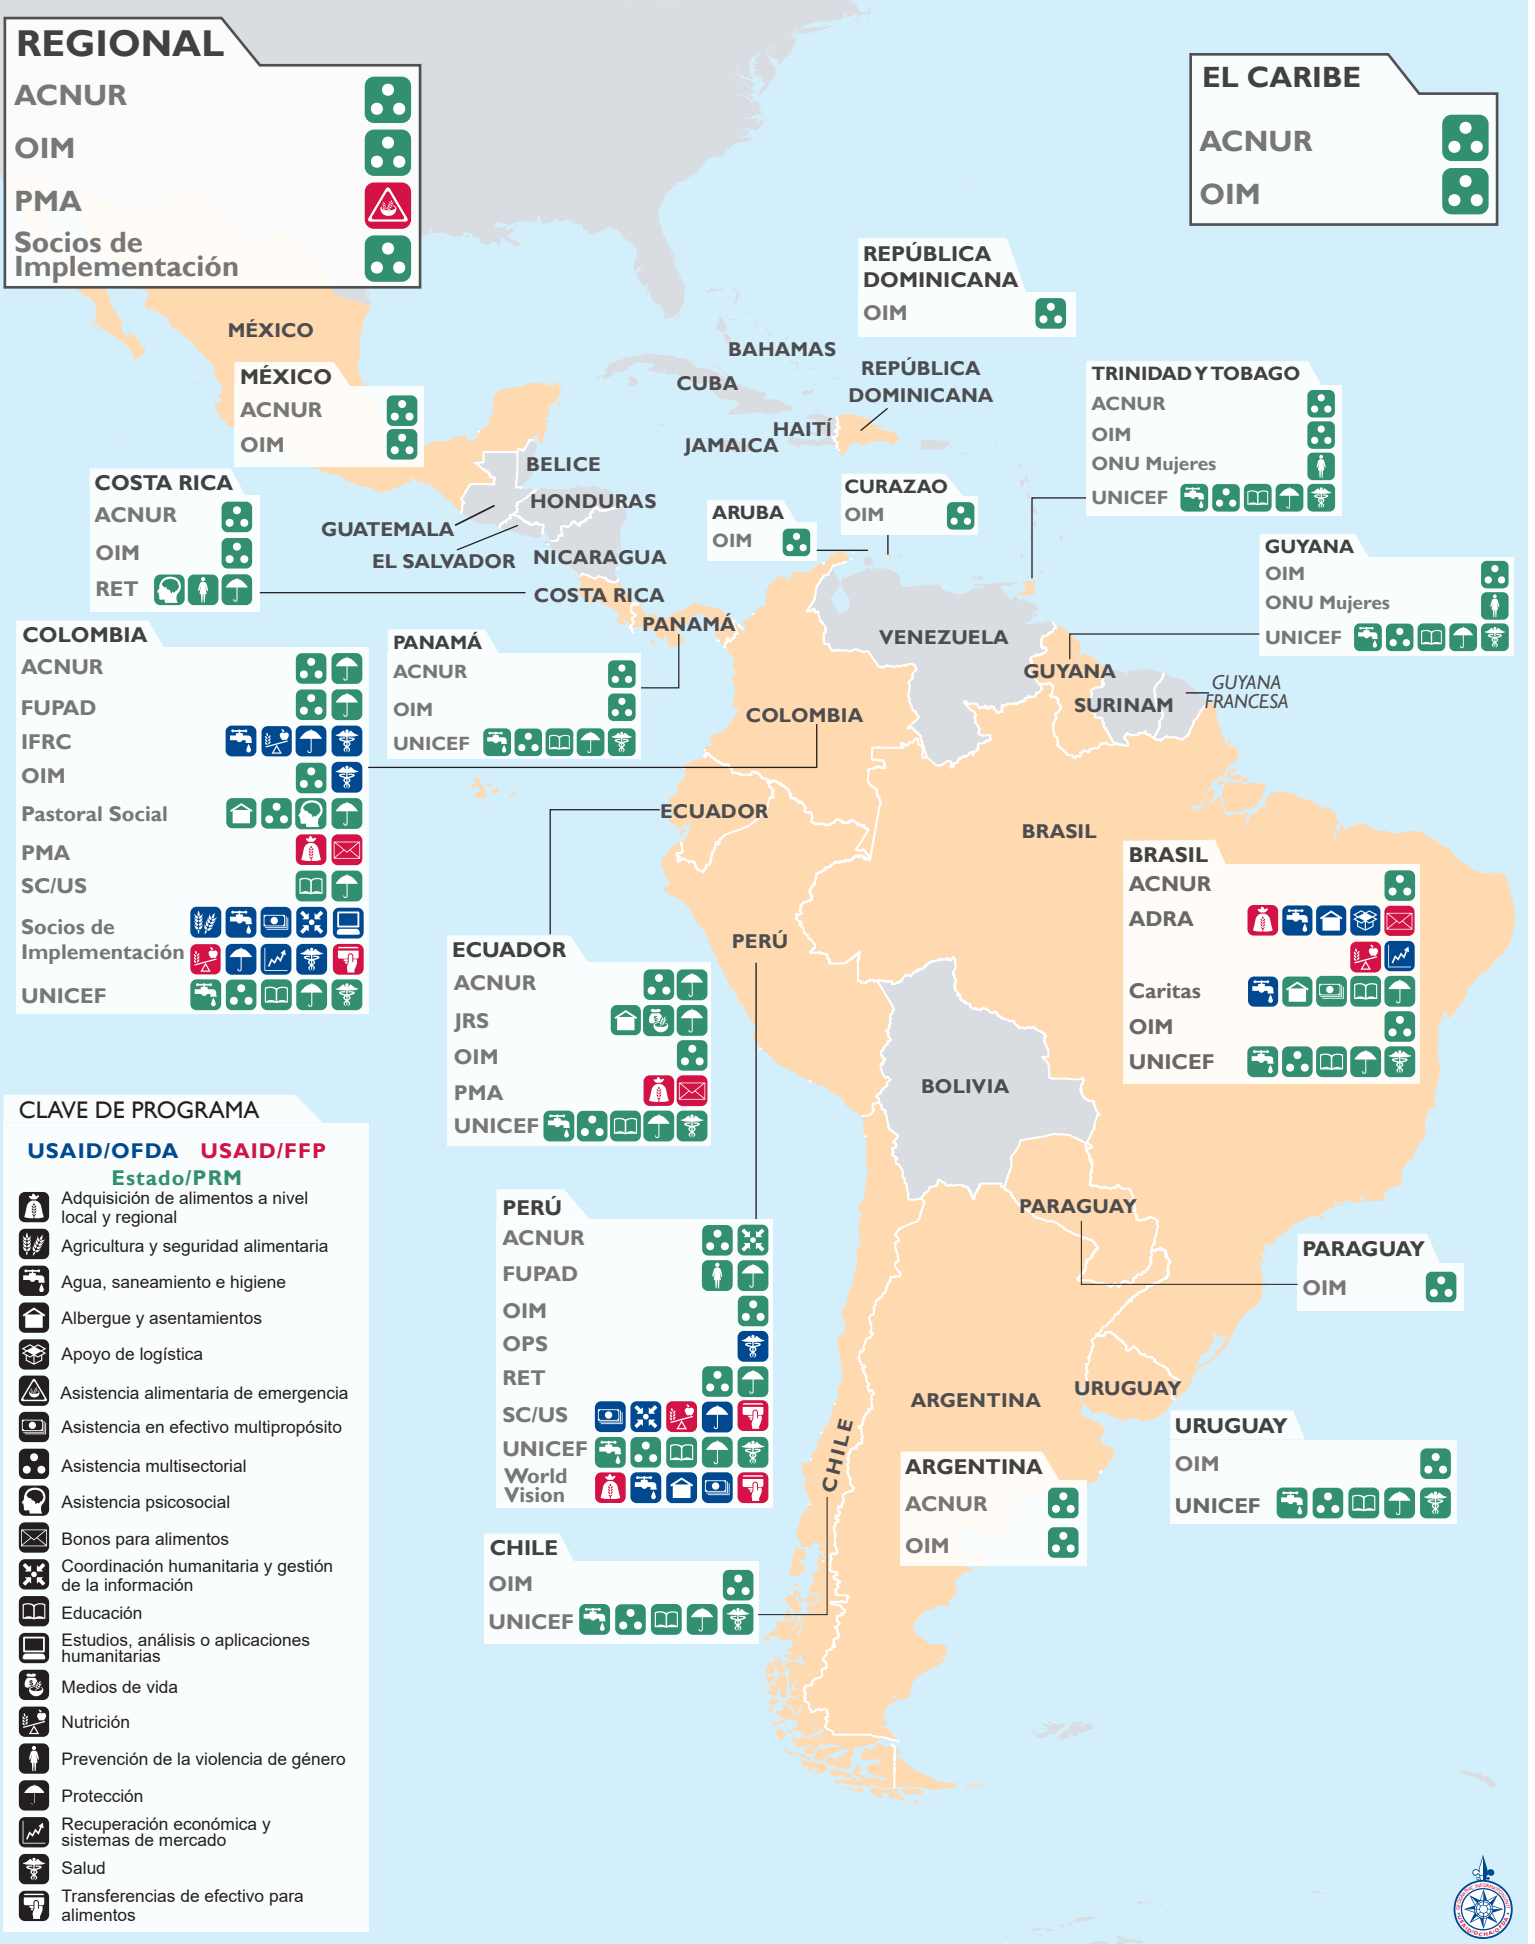 REGIONAL
ACNUR
OIM
PMA
Socios de
Implementación
EL CARIBE
ACNUR
OIM
REPÚBLICA
DOMINICANA
OIM
MÉXICO
MÉXICO
ACNUR
OIM
BAHAMAS
CUBA
REPÚBLICA
DOMINICANA
HAITÍ
JAMAICA
TRINIDAD Y TOBAGO
ACNUR
OIM
ONU Mujeres
UNICEF
BELICE
HONDURAS
GUATEMALA
EL SALVADOR
NICARAGUA
COSTA RICA
PANAMÁ
COSTA RICA
ACNUR
OIM
RET
ARUBA
OIM
CURAZAO
OIM
GUYANA
OIM
ONU Mujeres
UNICEF
VENEZUELA
GUYANA
SURINAM
GUYANA
FRANCESA
COLOMBIA
COLOMBIA
ACNUR
FUPAD
IFRC
OIM
Pastoral Social
PMA
SC/US
Socios de
Implementación
UNICEF
PANAMÁ
ACNUR
OIM
UNICEF
ECUADOR
BRASIL
BRASIL
ACNUR
ADRA
Caritas
OIM
UNICEF
PERÚ
ECUADOR
ACNUR
JRS
OIM
PMA
UNICEF
BOLIVIA
PERÚ
ACNUR
FUPAD
OIM
OPS
RET
SC/US
UNICEF
World
Vision
PARAGUAY
PARAGUAY
OIM
ARGENTINA
URUGUAY
URUGUAY
OIM
UNICEF
CHILE
ARGENTINA
ACNUR
OIM
CHILE
OIM
UNICEF
CLAVE DE PROGRAMA
USAID/OFDA USAID/FFP
Estado/PRM
Adquisición de alimentos a nivel
local y regional
Agricultura y seguridad alimentaria
Agua, saneamiento e higiene
Albergue y asentamientos
Apoyo de logística
Asistencia alimentaria de emergencia
Asistencia en efectivo multipropósito
Asistencia multisectorial
Asistencia psicosocial
Bonos para alimentos
Coordinación humanitaria y gestión
de la información
Educación
Estudios, análisis o aplicaciones
humanitarias
Medios de vida
Nutrición
Prevención de la violencia de género
Protección
Recuperación económica y
sistemas de mercado
Salud
Transferencias de efectivo para
alimentos